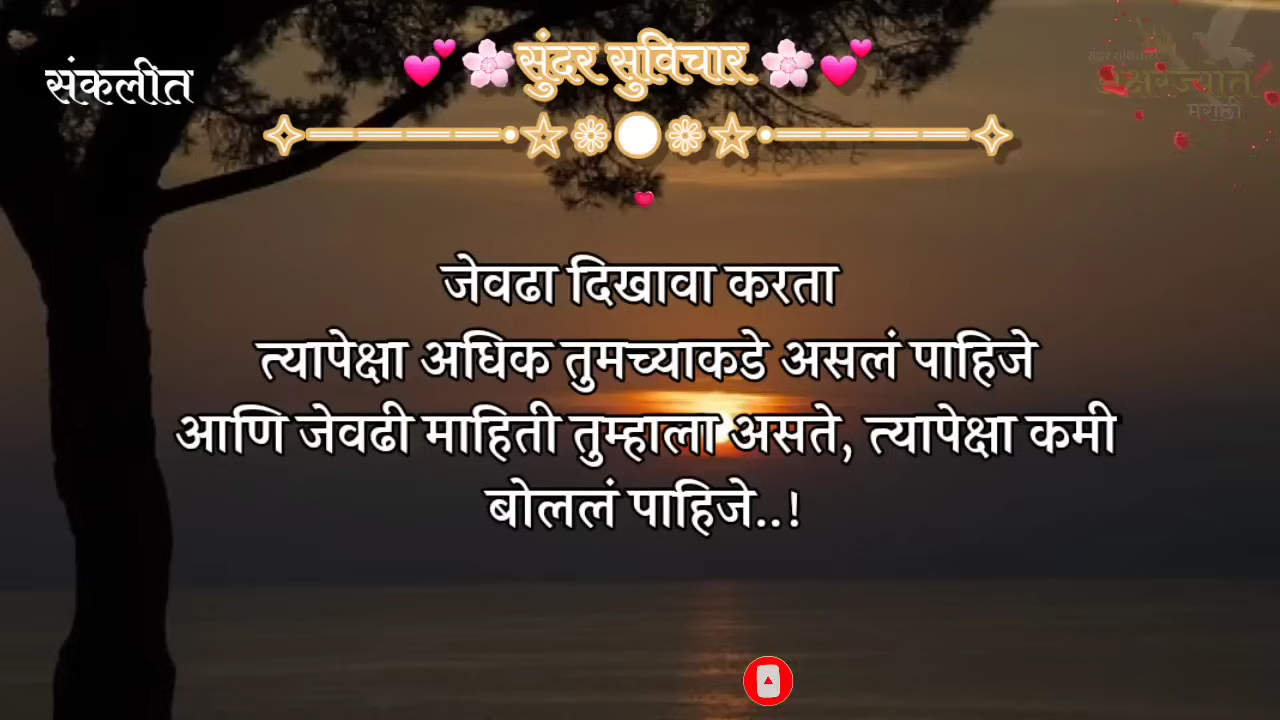 संकलीत
💕🌸सुंदर सुविचार🌸💕
जेवढा दिखावा करता
त्यापेक्षा अधिक तुमच्याकडे असलं पाहिजे
आणि जेवढी माहिती तुम्हाला असते, त्यापेक्षा कमी
बोललं पाहिजे..!
मराठी